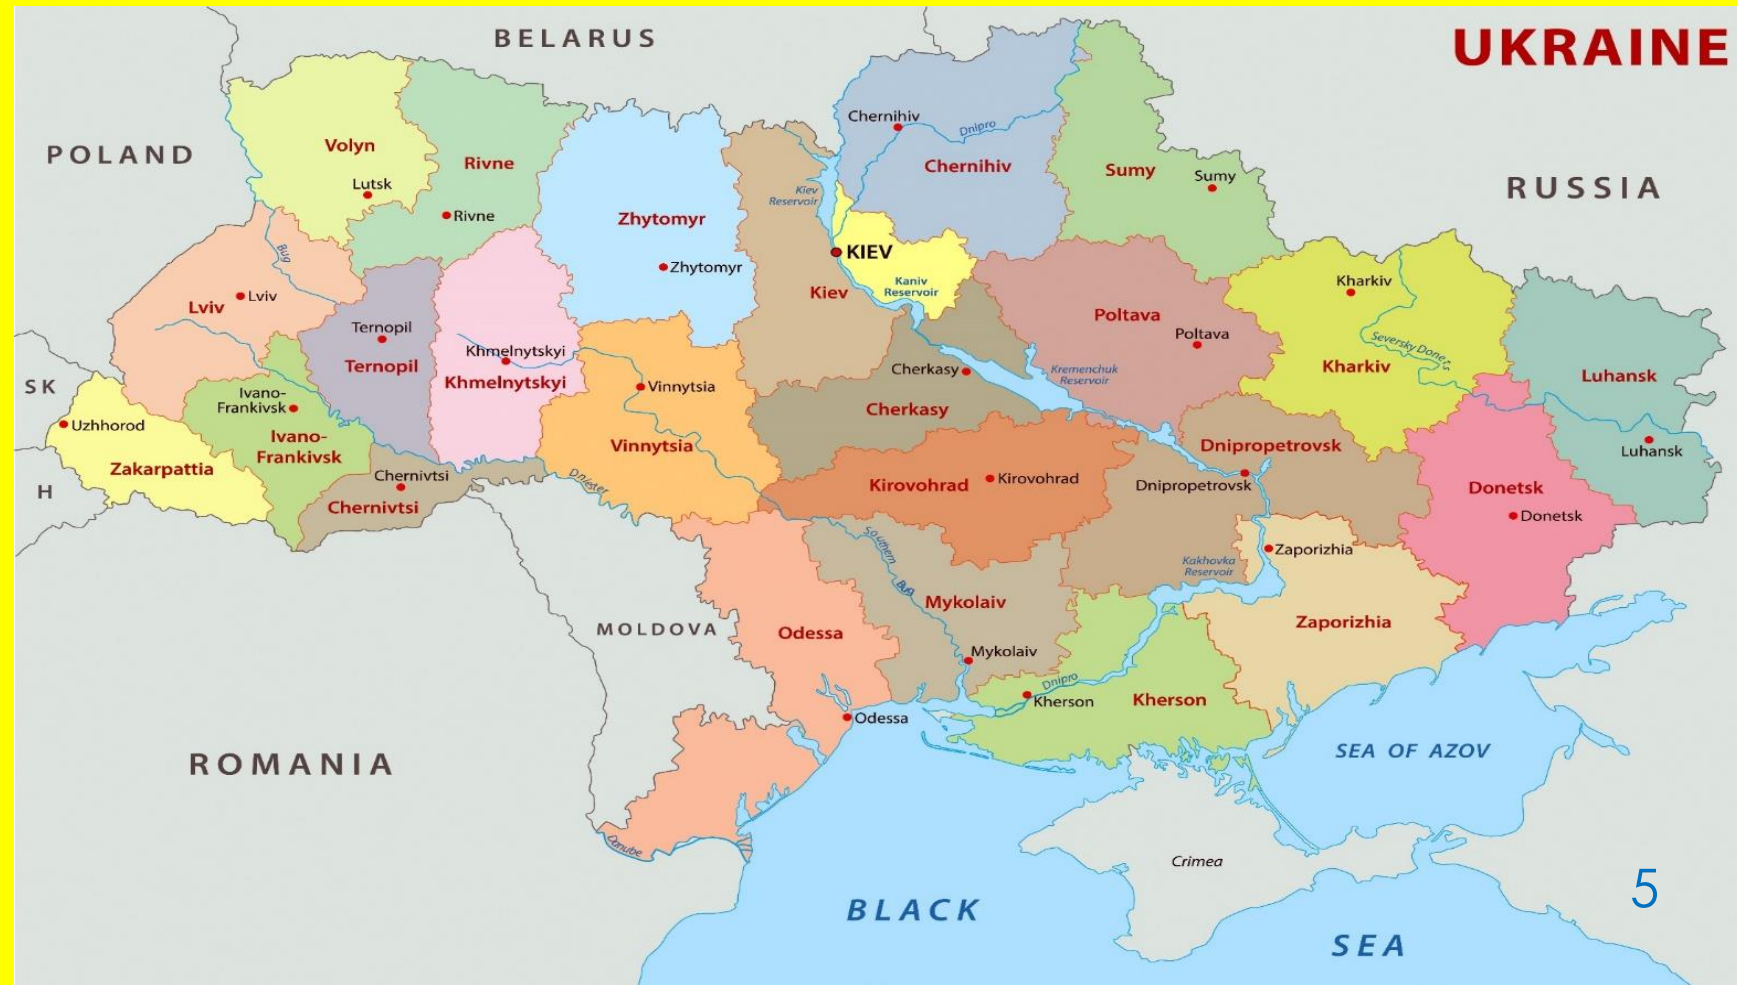 UKRAINE
BELARUS
POLAND
RUSSIA
Volyn
Lutsk
Rivne
Rivne
Zhytomyr
Zhytomyr
Kiev
Reservoir
KIEV
Kiev
Kaniv
Reservoir
Chernihiv
Dnipro
Chernihiv
Sumy
Sumy
Bug
Lviv
Lviv
Ternopil
Ternopil
Khmelnytskyi
Khmelnytskyi
Vinnytsia
Vinnytsia
Cherkasy
Cherkasy
Kremenchuk
Reservoir
Poltava
Poltava
Kharkiv
Seversky Donets
Kharkiv
Luhansk
Luhansk
SK
H
Uzhhorod
Zakarpattia
Ivano-
Frankivsk
Ivano-
Frankivsk
Chernivtsi
Chernivtsi
Dniester
Kirovohrad
Kirovohrad
Dnipropetrovsk
Dnipropetrovsk
Donetsk
Donetsk
Southern
Bug
Kakhovka
Reservoir
Zaporizhia
Zaporizhia
MOLDOVA
Odessa
Odessa
Mykolaiv
Mykolaiv
Dnipro
Kherson
Kherson
ROMANIA
Danube
SEA OF AZOV
Crimea
BLACK
SEA
5